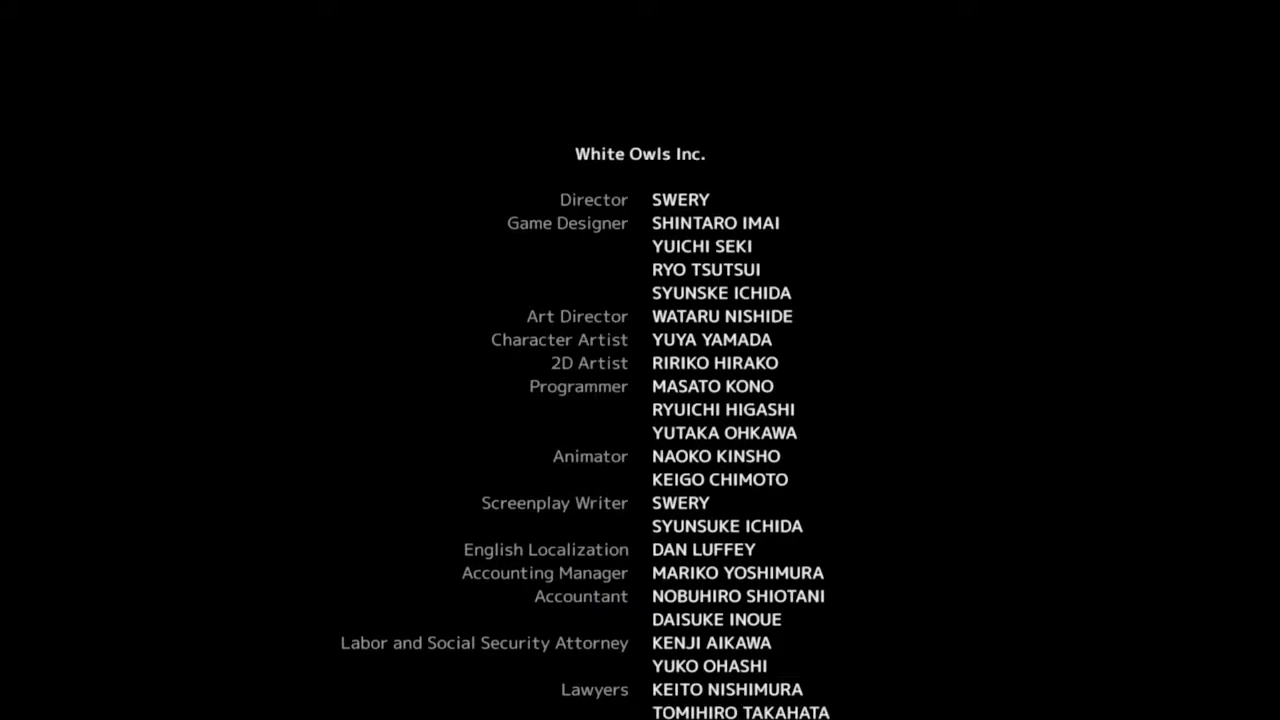 White Owls Inc.
Director SWERY
Game Designer SHINTARO IMAI
YUICHI SEKI
RYO TSUTSUI
SYUNSKE ICHIDA
Art Director WATARU NISHIDE
Character Artist YUYA YAMADA
2D Artist RIRIKO HIRAKO
Programmer MASATO KONO
RYUICHI HIGASHI
YUTAKA OHKAWA
Animator NAOKO KINSHO
KEIGO CHIMOTO
Screenplay Writer SWERY
SYUNSUKE ICHIDA
English Localization DAN LUFFEY
Accounting Manager MARIKO YOSHIMURA
Accountant NOBUHIRO SHIOTANI
DAISUKE INOUE
Labor and Social Security Attorney KENJI AIKAWA
YUKO OHASHI
Lawyers KEITO NISHIMURA
TOMIHIRO TAKAHATA